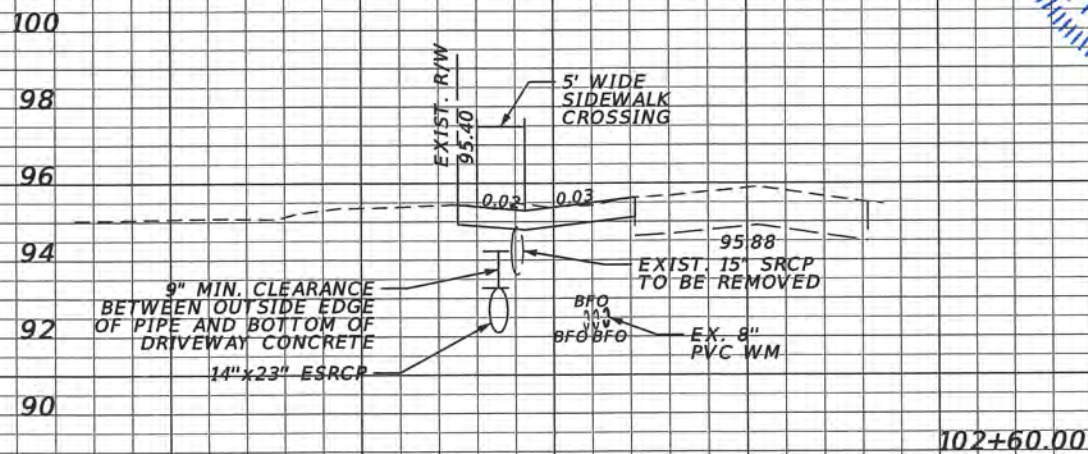 100
98
96
94
92
90
EXIST. R/W
95.40
5' WIDE
SIDEWALK
CROSSING
0.02
0.03
95.88
EXIST. 15" SRCP
TO BE REMOVED
9" MIN. CLEARANCE
BETWEEN OUTSIDE EDGE
OF PIPE AND BOTTOM OF
DRIVEWAY CONCRETE
14"x23" ESRCP
BFO
BFO BFO
EX. 8"
PVC WM
102+60.00